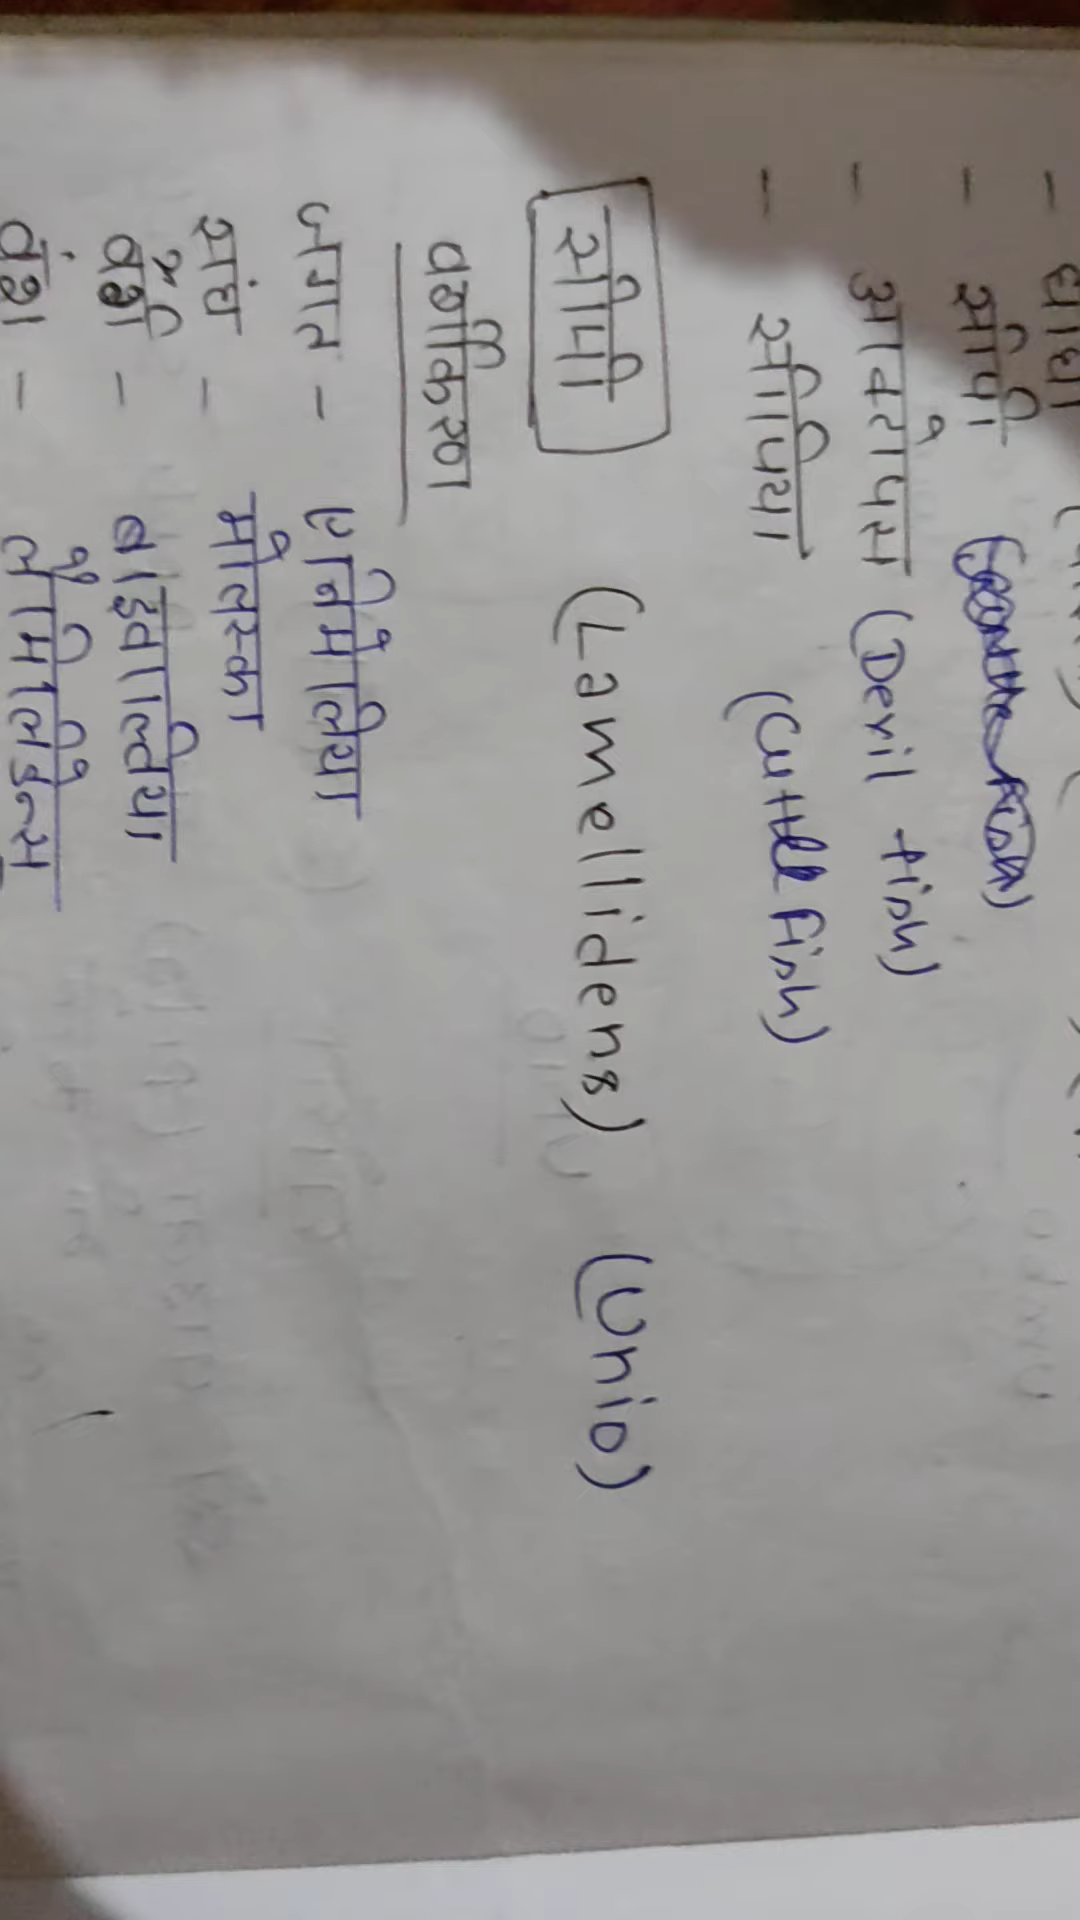 - घोंघा
- सीपी
- आक्टोपस (Devil fish)
- सीपिया (Cuttle Fish)
सीपी (Lamellidens) (Unio)
वर्गीकरण
जगत - एनिमेलिया
संघ - मोलस्का
वर्ग - बाइवाल्विया
वंश - लैमिलिडेन्स